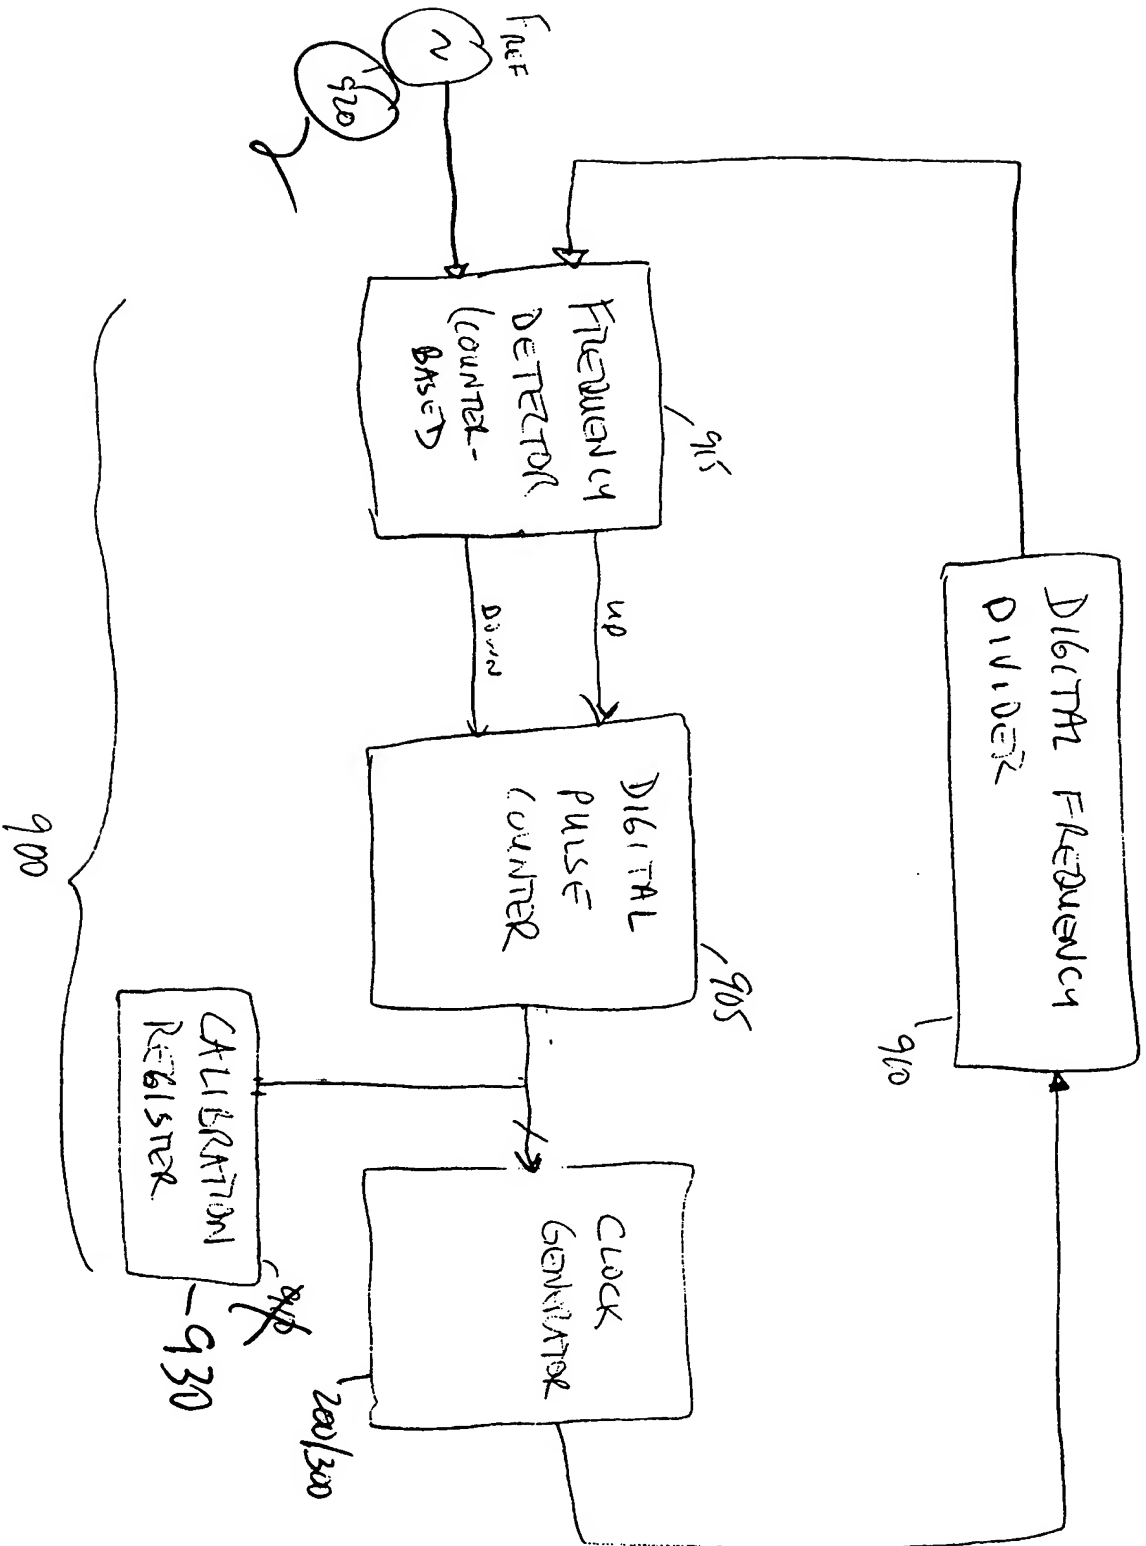 FREF
~
920
FREQUENCY
DETECTOR
(COUNTER-
BASED
915
UP
DOWN
DIGITAL
PULSE
COUNTER
905
CLOCK
GENERATOR
200/300
DIGITAL FREQUENCY
DIVIDER
910
CALIBRATION
REGISTER
930
900